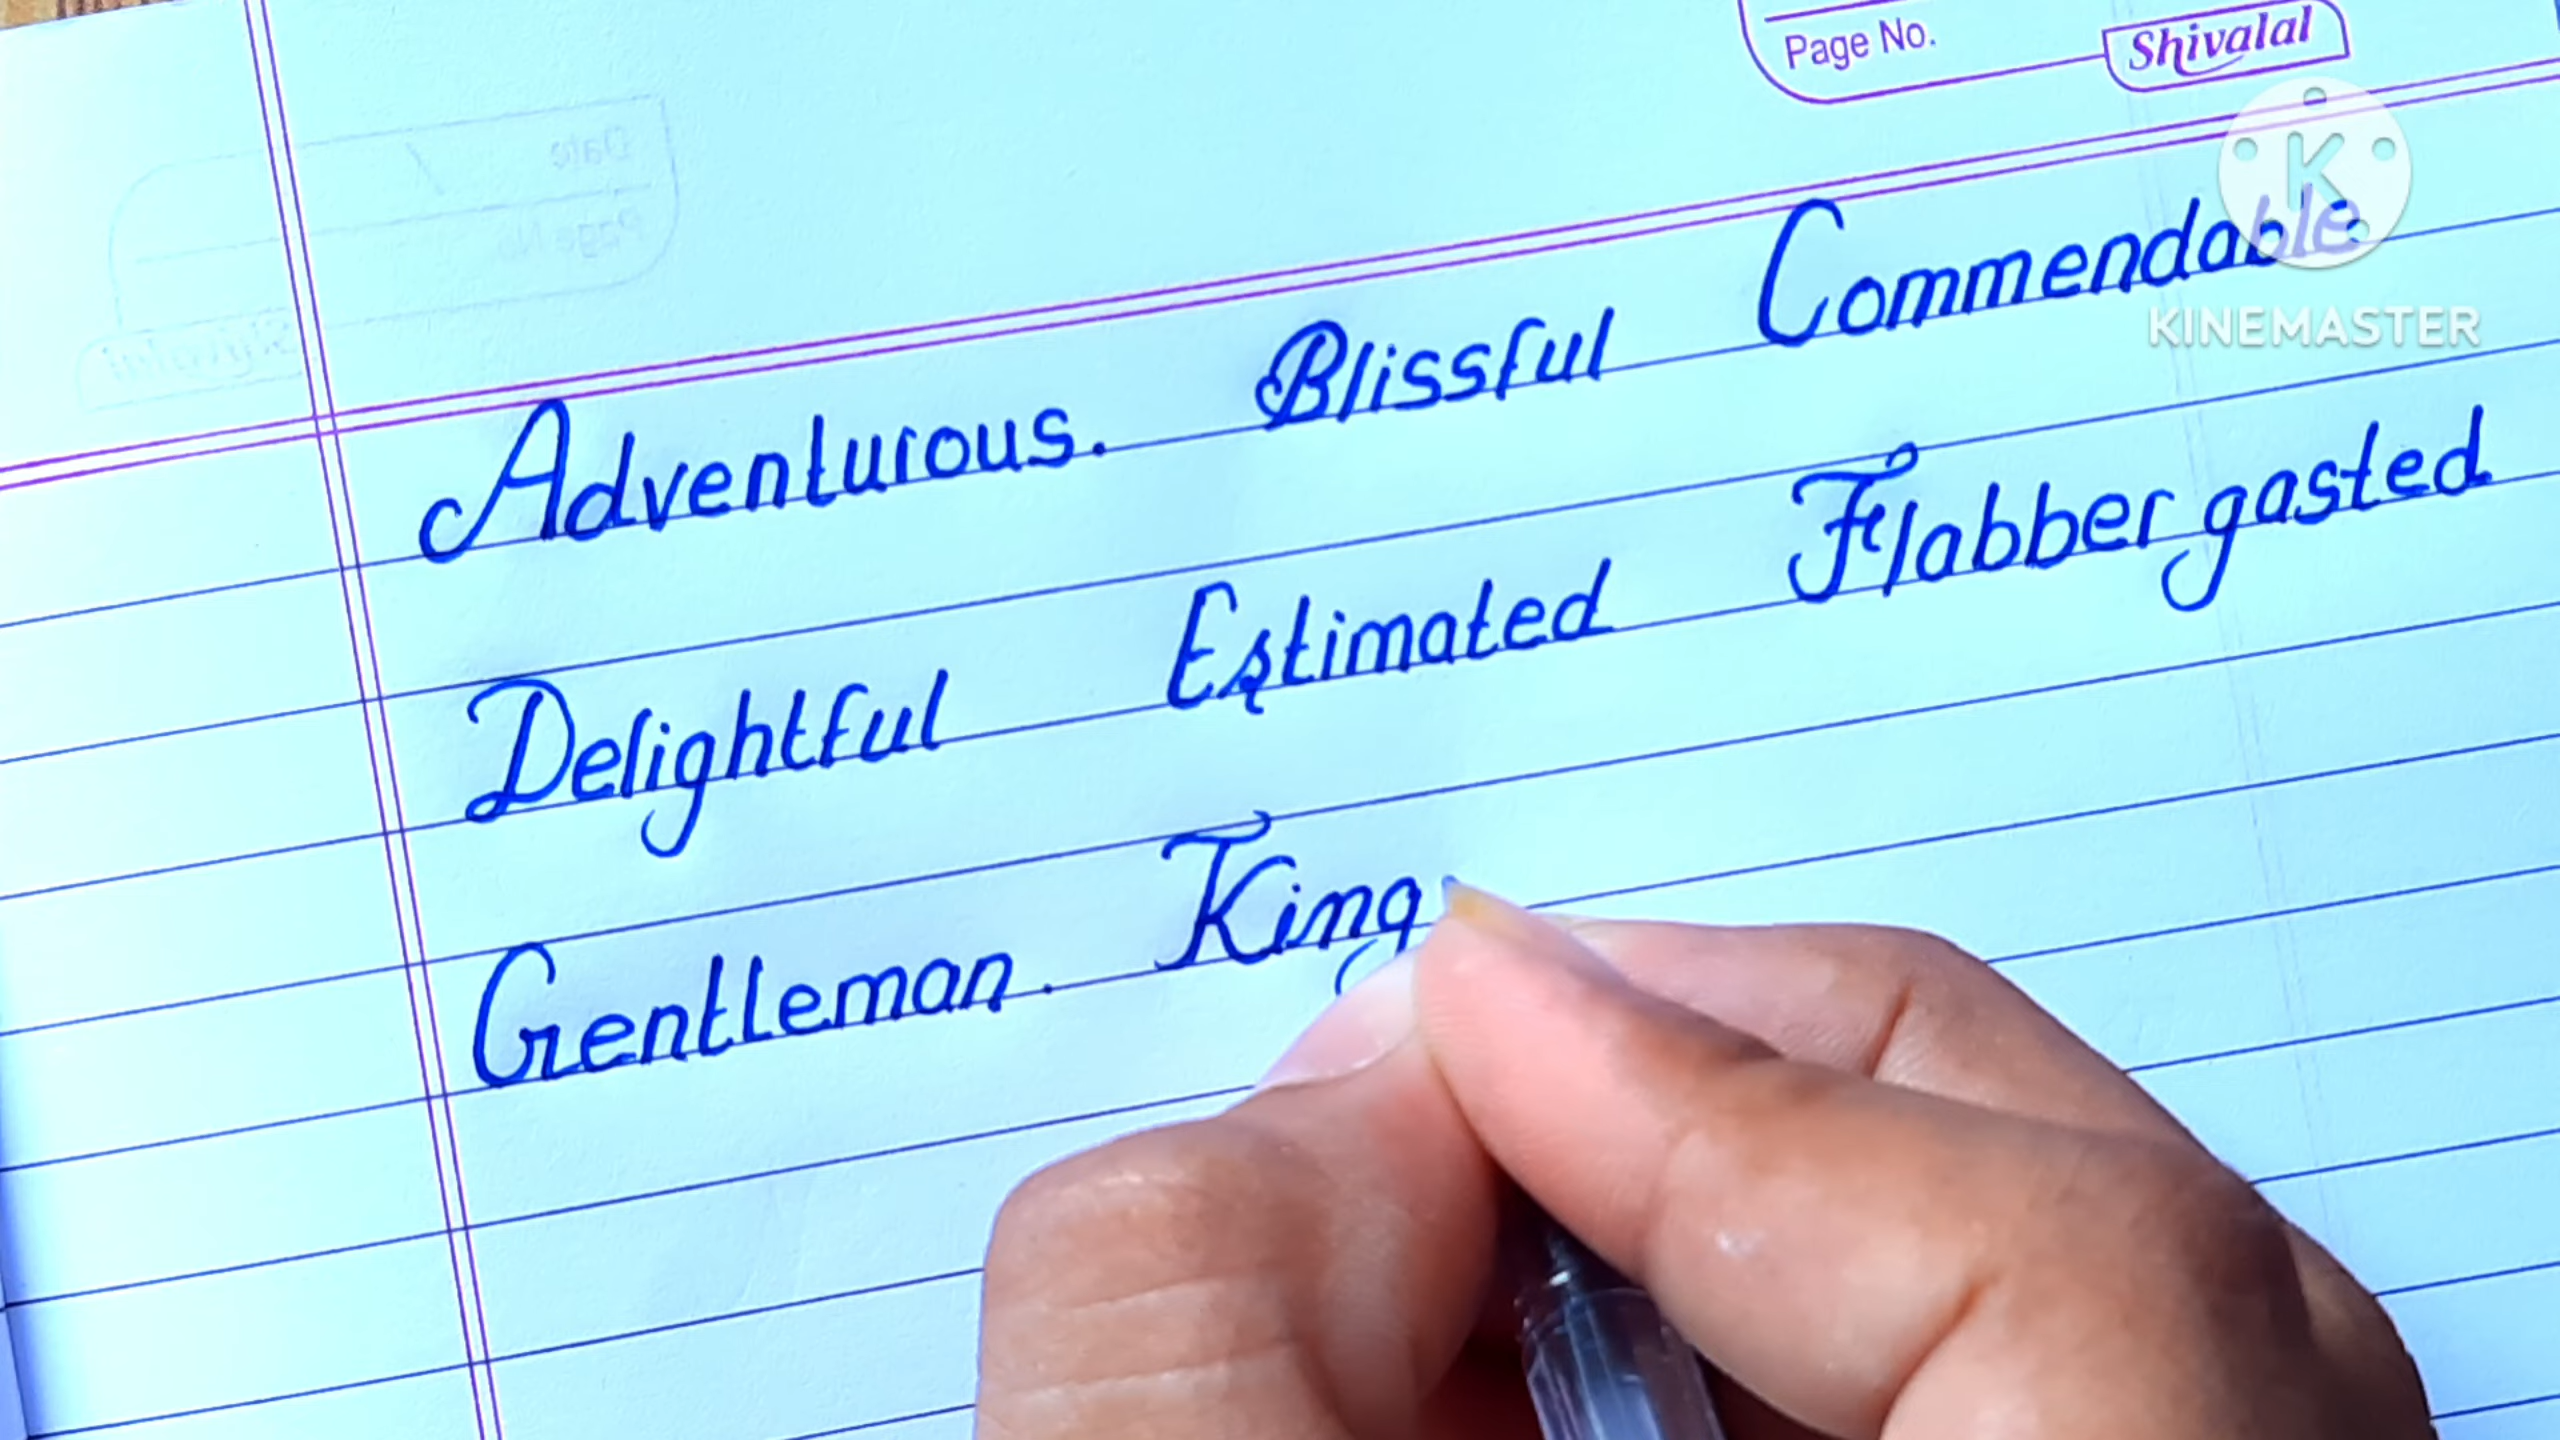 Page No.
Shivalal
Adventurous. Blissful Commendable
KINEMASTER
Delightful Estimated Flabbergasted
Gentleman. King